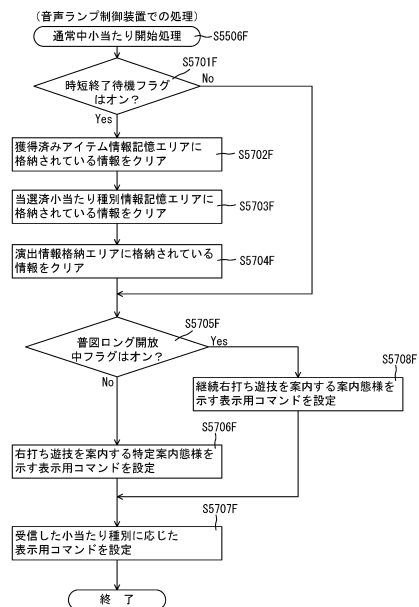 (音声ランプ制御装置での処理)
通常中小当たり開始処理
S5506F
S5701F
時短終了待機フラグ
はオン？
No
Yes
獲得済みアイテム情報記憶エリアに
格納されている情報をクリア
S5702F
当選済小当たり種別情報記憶エリアに
格納されている情報をクリア
S5703F
演出情報格納エリアに格納されている
情報をクリア
S5704F
S5705F
普図ロング開放
中フラグはオン？
Yes
No
S5708F
継続右打ち遊技を案内する案内態様を
示す表示用コマンドを設定
S5706F
右打ち遊技を案内する特定案内態様を
示す表示用コマンドを設定
S5707F
受信した小当たり種別に応じた
表示用コマンドを設定
終 了